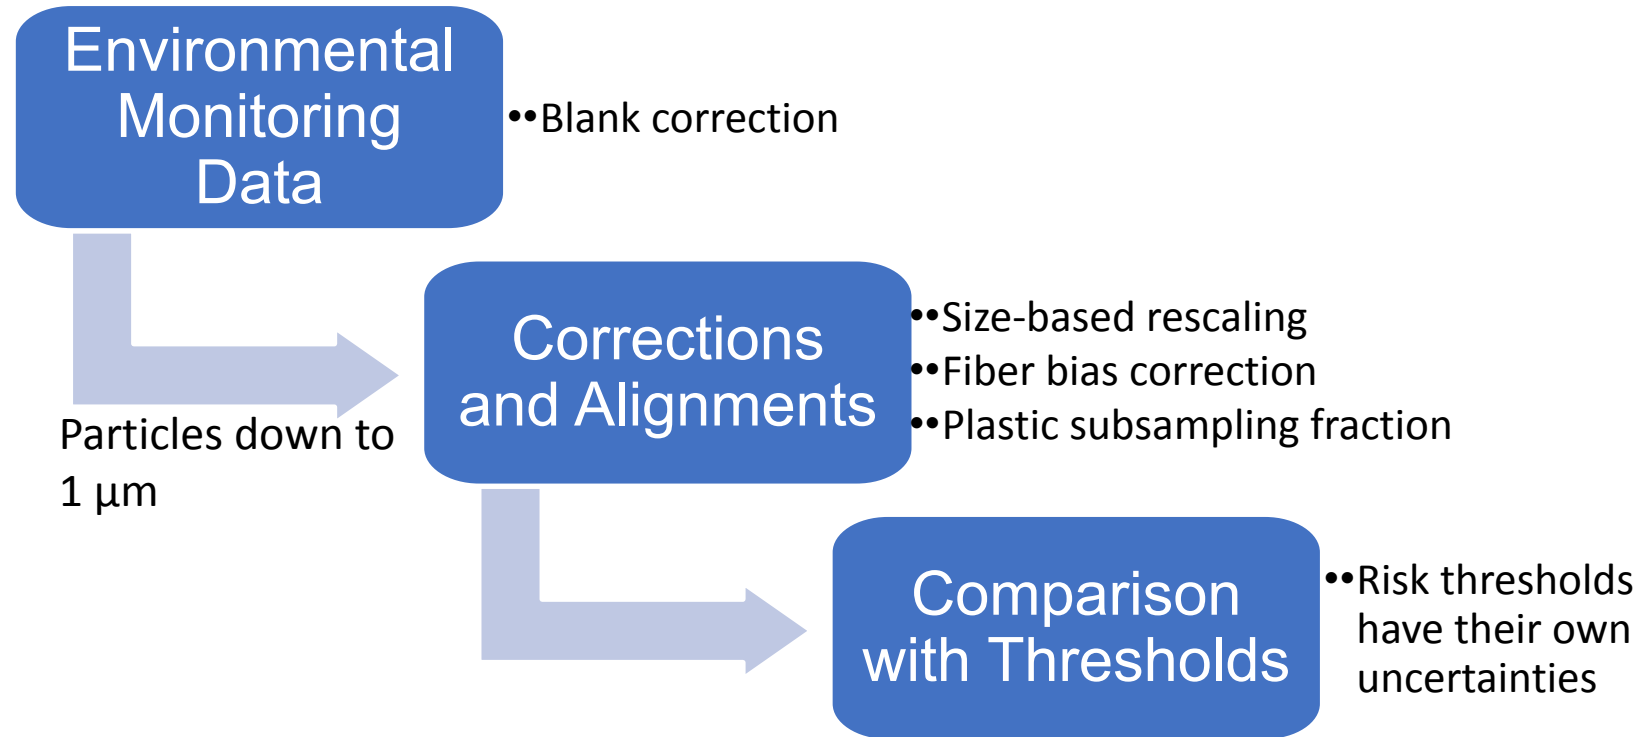 Environmental
Monitoring
Data
••Blank correction
Particles down to
1 µm
Corrections
and Alignments
••Size-based rescaling
••Fiber bias correction
••Plastic subsampling fraction
Comparison
with Thresholds
••Risk thresholds
have their own
uncertainties